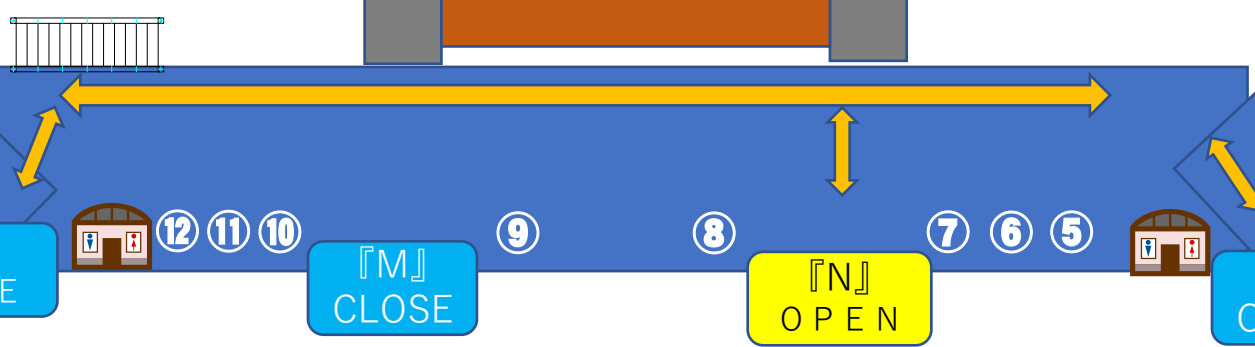 ⑫ ⑪ ⑩ ⑨ ⑧ ⑦ ⑥ ⑤
『M』
CLOSE
『N』
ＯＰＥＮ
E